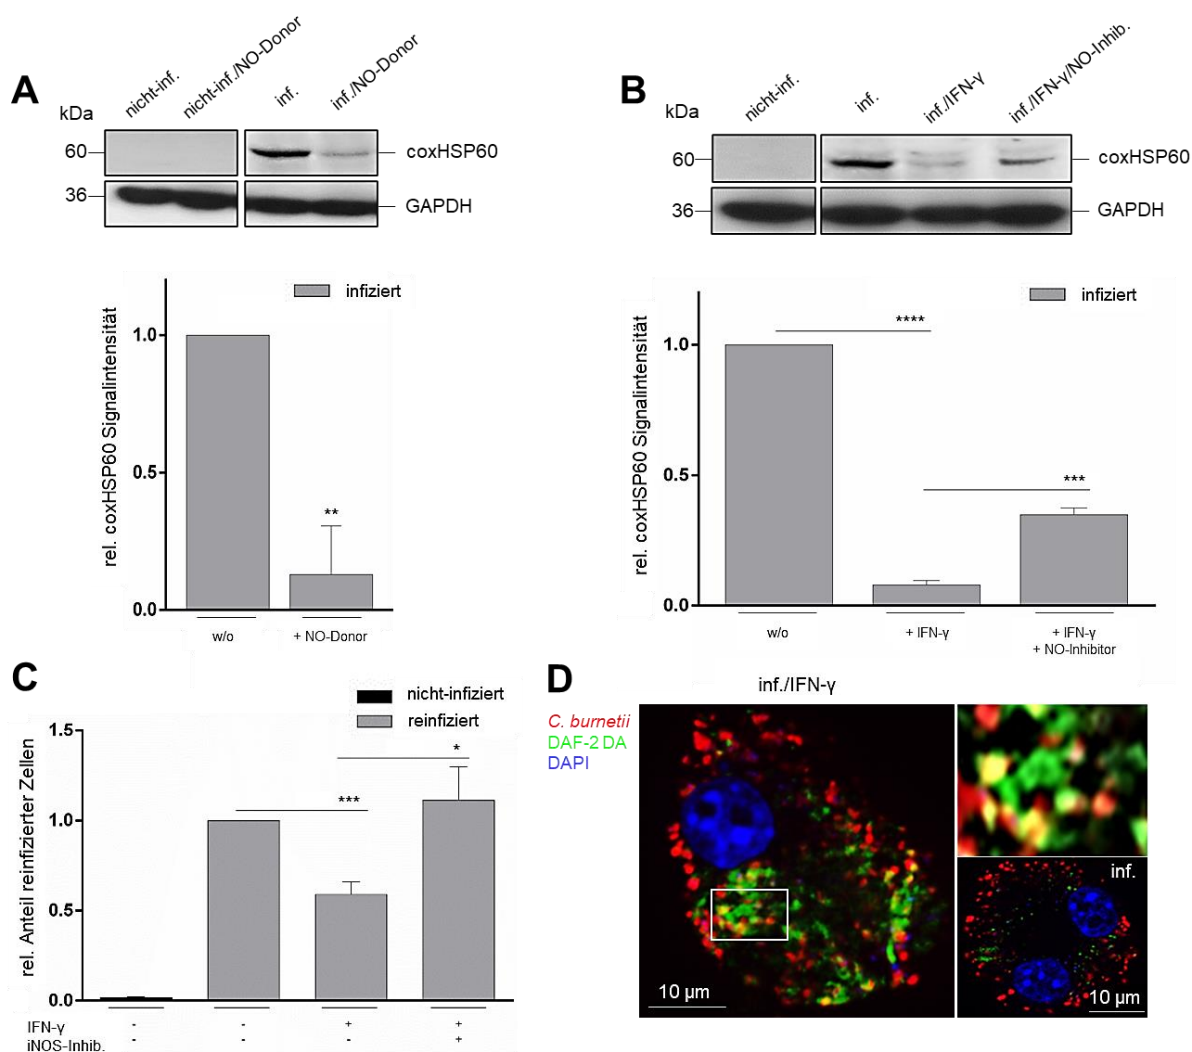 A
kDa
nicht-inf.
nicht-inf./NO-Donor
inf.
inf./NO-Donor
60
coxHSP60
36
GAPDH
rel. coxHSP60 Signalintensität
infiziert
1.0
0.5
0.0
**
w/o
+ NO-Donor
B
kDa
nicht-inf.
inf.
inf./IFN-γ
inf./IFN-γ/NO-Inhib.
60
coxHSP60
36
GAPDH
rel. coxHSP60 Signalintensität
infiziert
****
1.0
0.5
0.0
***
w/o
+ IFN-γ
+ IFN-γ
+ NO-Inhibitor
C
nicht-infiziert
reinfiziert
rel. Anteil reinfizierter Zellen
1.5
1.0
0.5
0.0
***
*
IFN-γ - - + +
iNOS-Inhib. - - - +
D
inf./IFN-γ
C. burnetii
DAF-2 DA
DAPI
10 µm
inf.
10 µm